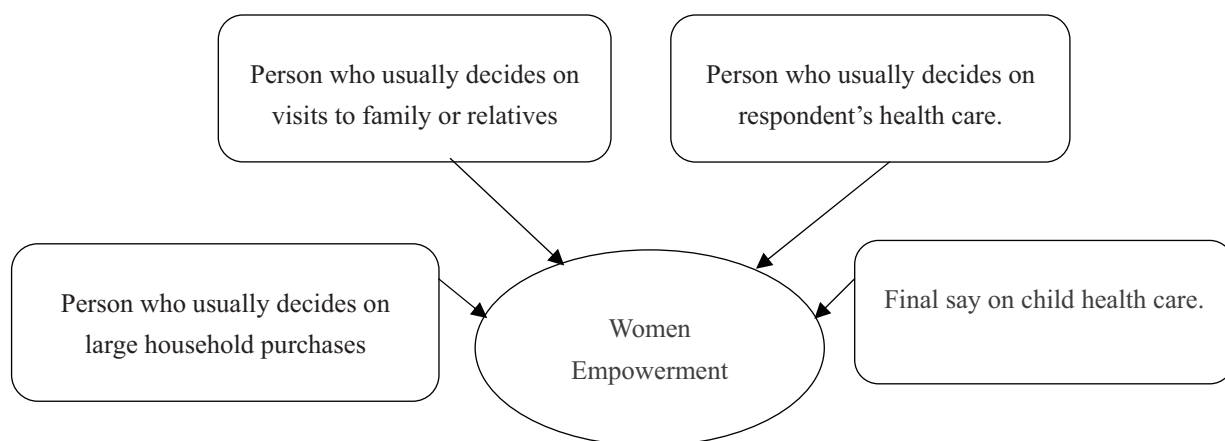 Person who usually decides on
visits to family or relatives
Person who usually decides on
respondent’s health care.
Person who usually decides on
large household purchases
Women
Empowerment
Final say on child health care.